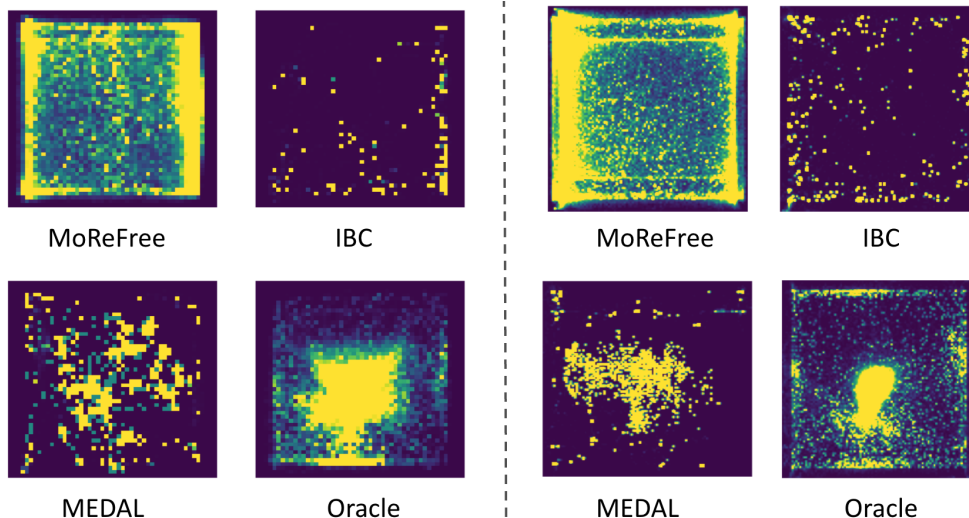 MoReFree
IBC
MEDAL
Oracle
MoReFree
IBC
MEDAL
Oracle